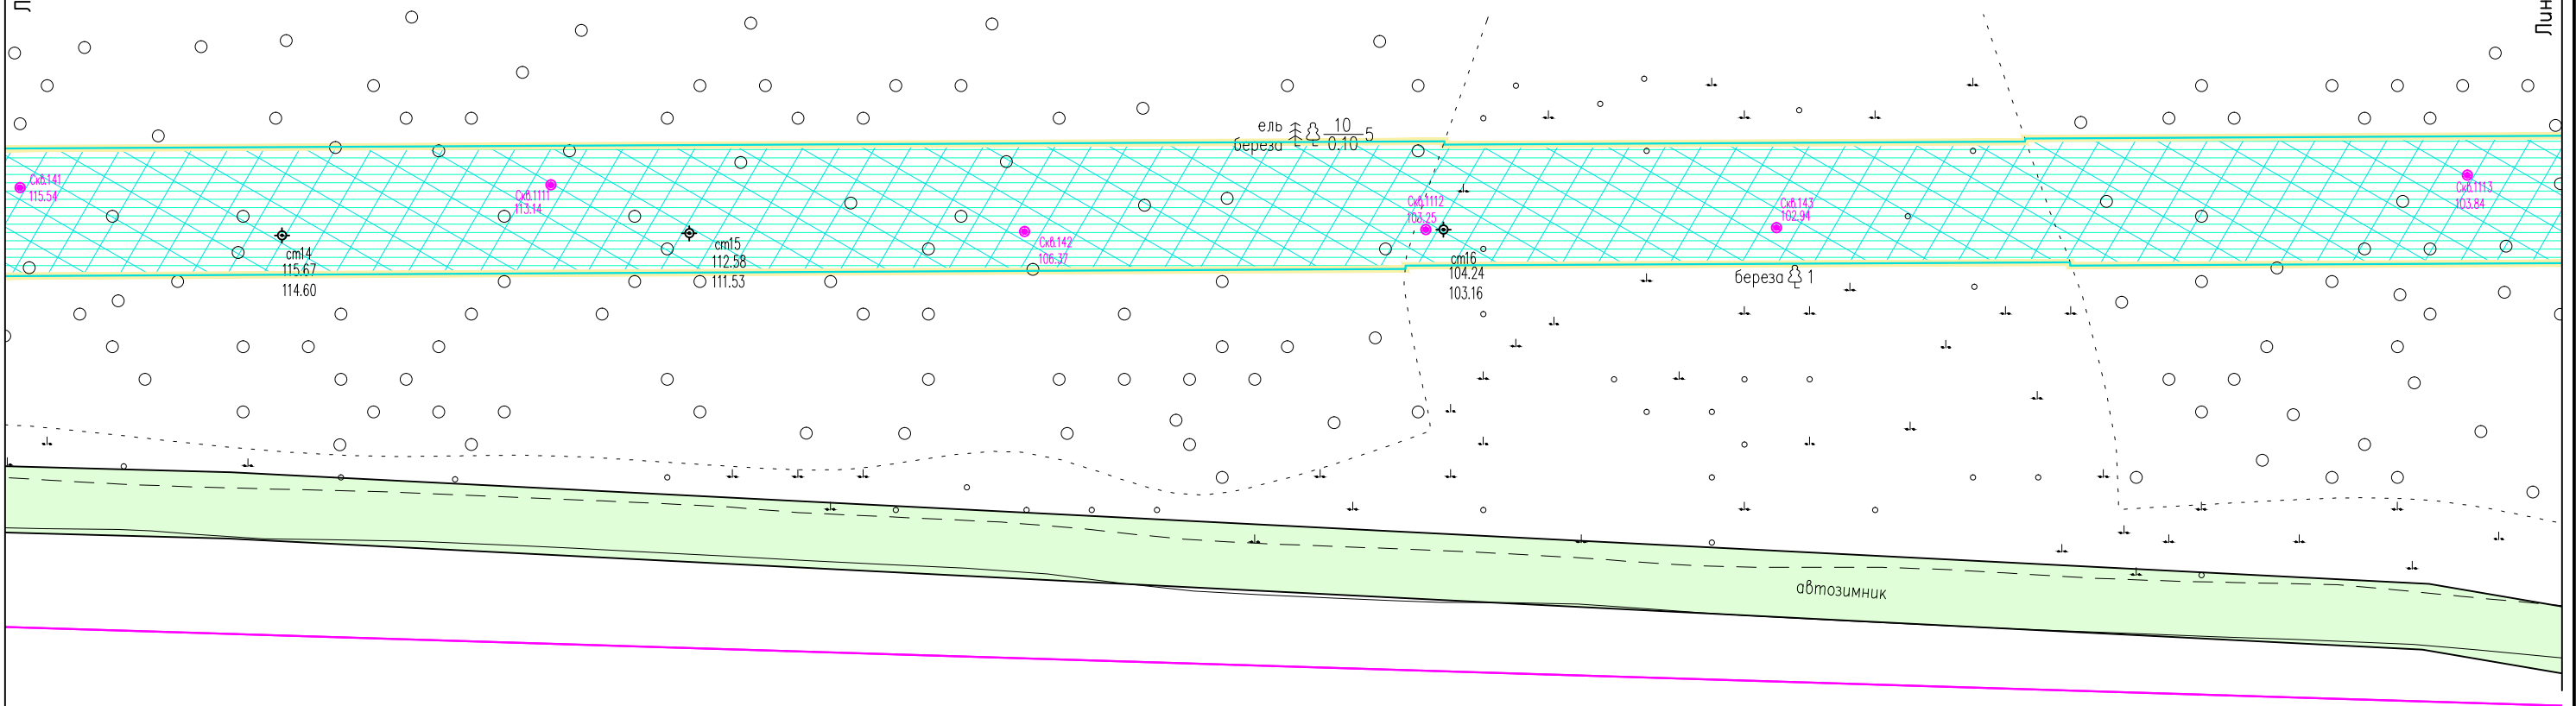 Л
Лин
ель
10
5
береза
0.10
Скв.141
115.54
Скв.1111
113.14
ст14
115.67
114.60
ст15
112.58
111.53
Скв.142
106.37
Скв.1112
103.25
ст16
104.24
103.16
Скв.143
102.94
береза 1
Скв.1113
103.84
автозимник